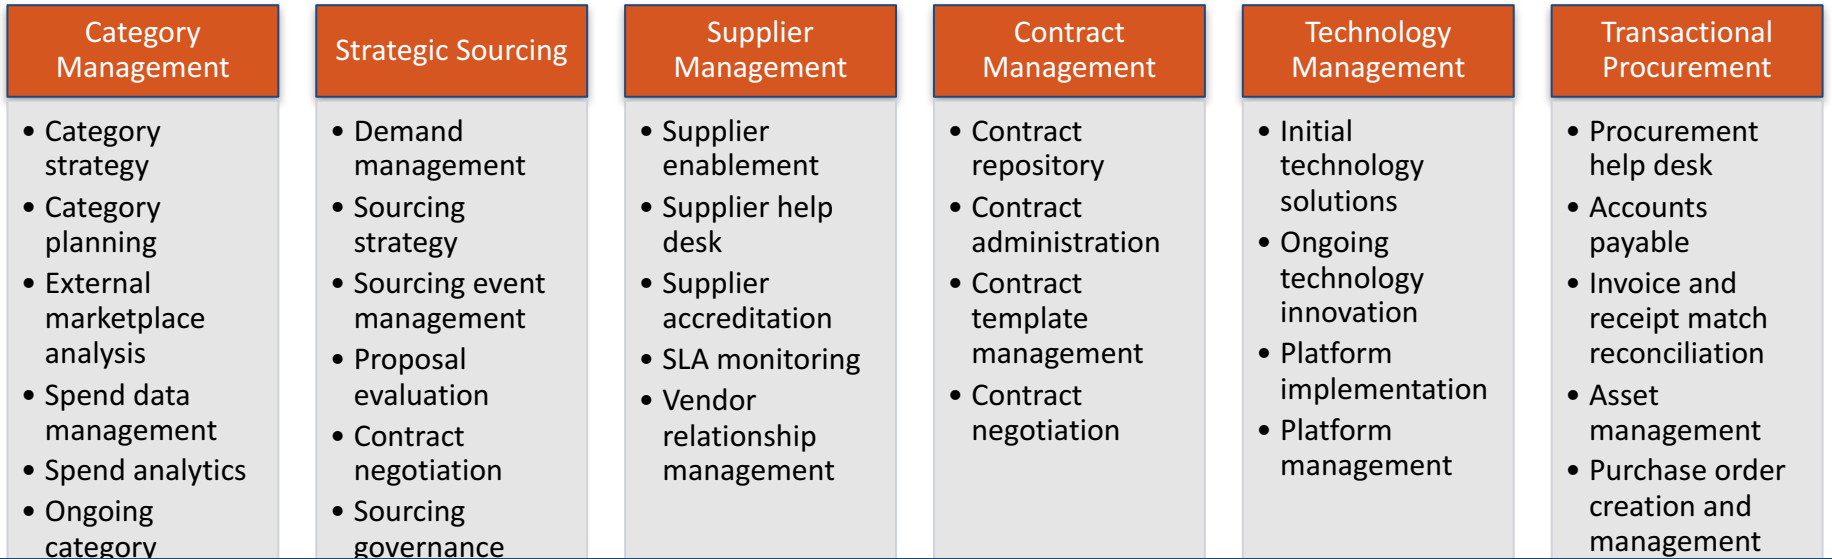 Category
Management
• Category
strategy
• Category
planning
• External
marketplace
analysis
• Spend data
management
• Spend analytics
• Ongoing
category
Strategic Sourcing
• Demand
management
• Sourcing
strategy
• Sourcing event
management
• Proposal
evaluation
• Contract
negotiation
• Sourcing
governance
Supplier
Management
• Supplier
enablement
• Supplier help
desk
• Supplier
accreditation
• SLA monitoring
• Vendor
relationship
management
Contract
Management
• Contract
repository
• Contract
administration
• Contract
template
management
• Contract
negotiation
Technology
Management
• Initial
technology
solutions
• Ongoing
technology
innovation
• Platform
implementation
• Platform
management
Transactional
Procurement
• Procurement
help desk
• Accounts
payable
• Invoice and
receipt match
reconciliation
• Asset
management
• Purchase order
creation and
management